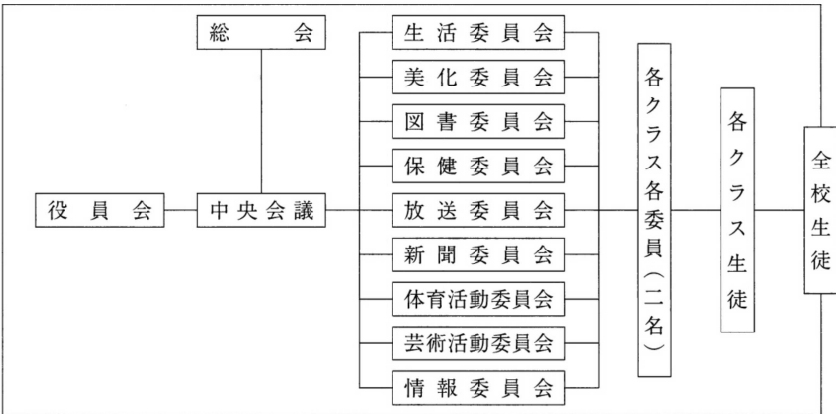 総会
役員会
中央会議
生活委員会
美化委員会
図書委員会
保健委員会
放送委員会
新聞委員会
体育活動委員会
芸術活動委員会
情報委員会
各クラス各委員(二名)
各クラス生徒
全校生徒